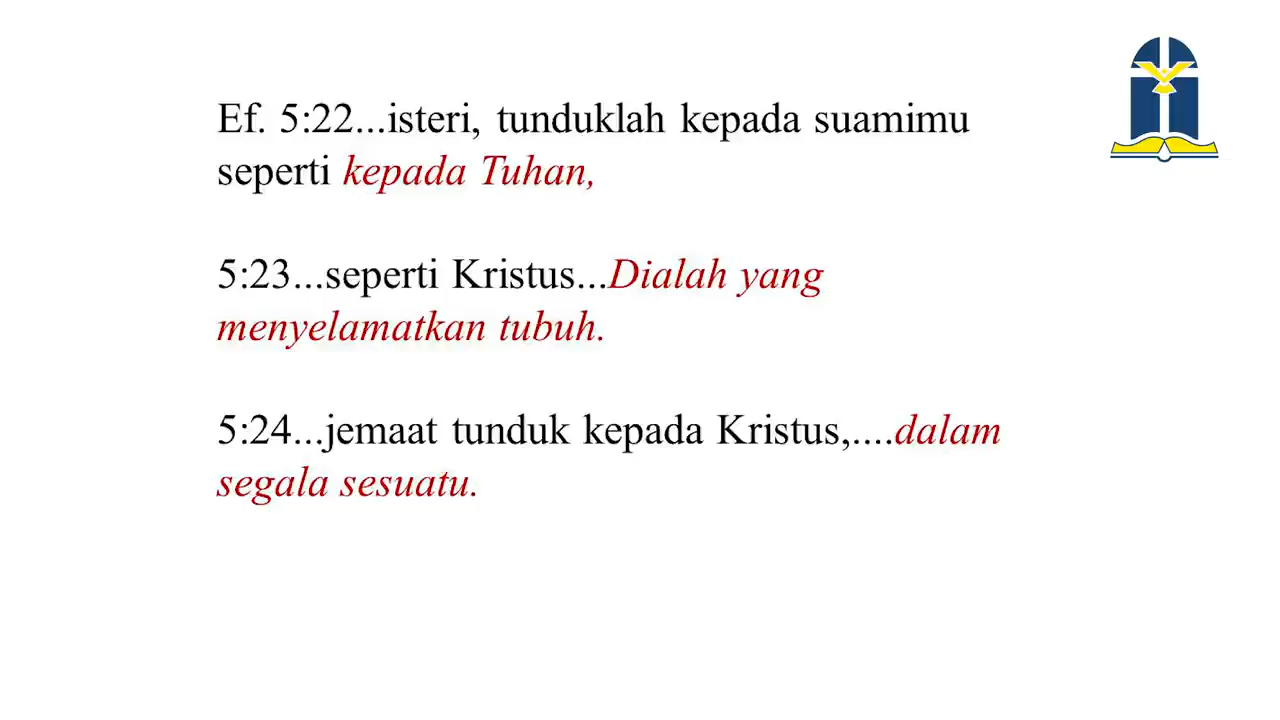 Ef. 5:22...isteri, tunduklah kepada suamimu
seperti kepada Tuhan,
5:23...seperti Kristus...Dialah yang
menyelamatkan tubuh.
5:24...jemaat tunduk kepada Kristus,....dalam
segala sesuatu.